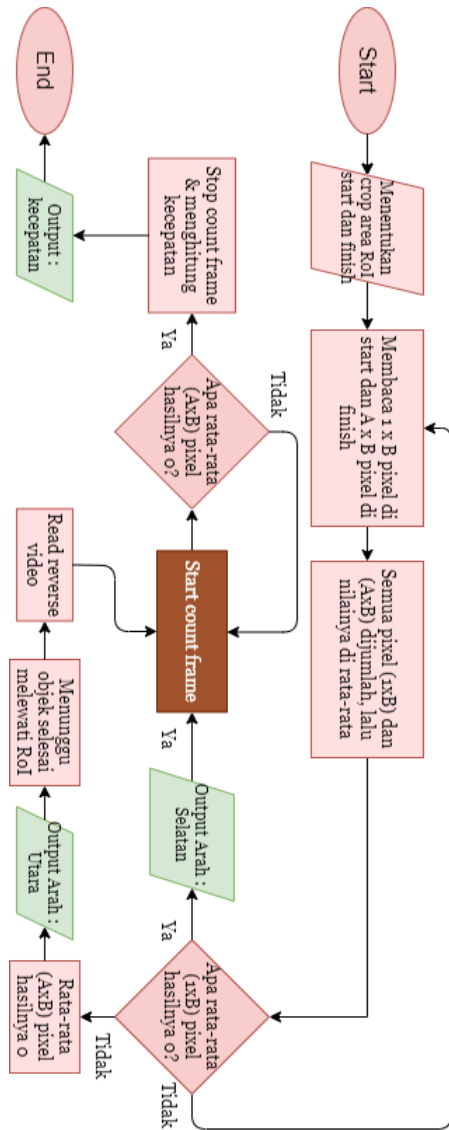 Start
Menentukan
crop area RoI
start dan finish
Membaca 1 x B pixel di
start dan A x B pixel di
finish
Semua pixel (1xB) dan
(AxB) dijumlah, lalu
nilainya di rata-rata
Apa rata-rata
(1xB) pixel
hasilnya 0?
Tidak
Ya
Output Arah :
Selatan
Ya
Start count frame
Tidak
Rata-rata
(AxB) pixel
hasilnya 0
Output Arah :
Utara
Menunggu
objek selesai
melewati RoI
Read reverse
video
Apa rata-rata
(AxB) pixel
hasilnya 0?
Tidak
Ya
Stop count frame
& menghitung
kecepatan
Output :
kecepatan
End